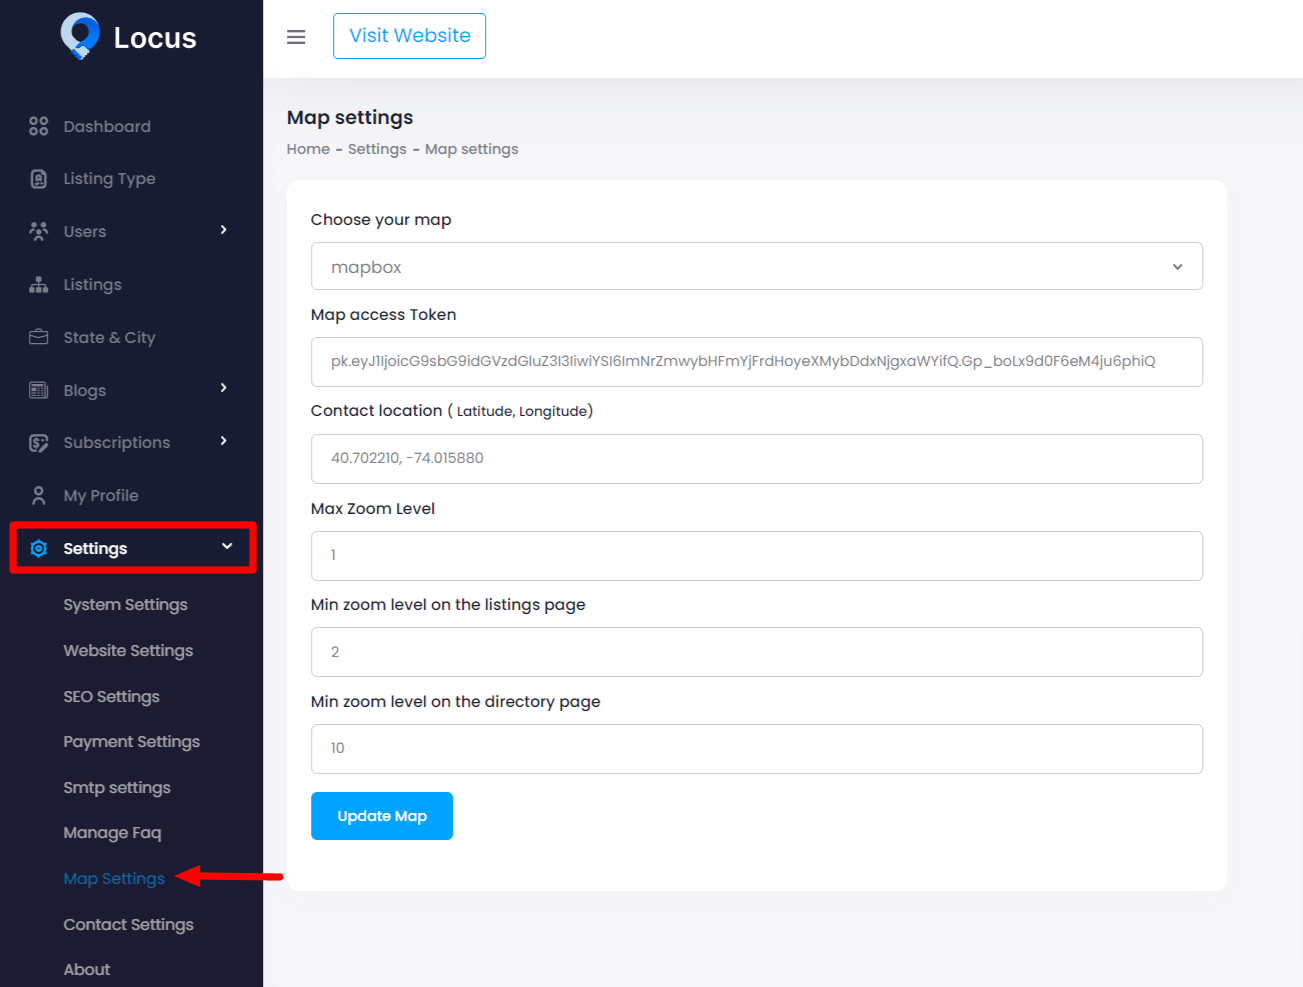 Locus
Visit Website
Dashboard
Listing Type
Users
Listings
State & City
Blogs
Subscriptions
My Profile
Settings
System Settings
Website Settings
SEO Settings
Payment Settings
Smtp settings
Manage Faq
Map Settings
Contact Settings
About
Map settings
Home - Settings - Map settings
Choose your map
mapbox
Map access Token
pk.eyJ1IjoicG9sbG9idGVzdGluZ3I3IiwiYSI6ImNrZmwybHFmYjFrdHoyeXMybDdxNjgxaWYifQ.Gp_boLx9d0F6eM4ju6phiQ
Contact location ( Latitude, Longitude)
40.702210, -74.015880
Max Zoom Level
1
Min zoom level on the listings page
2
Min zoom level on the directory page
10
Update Map